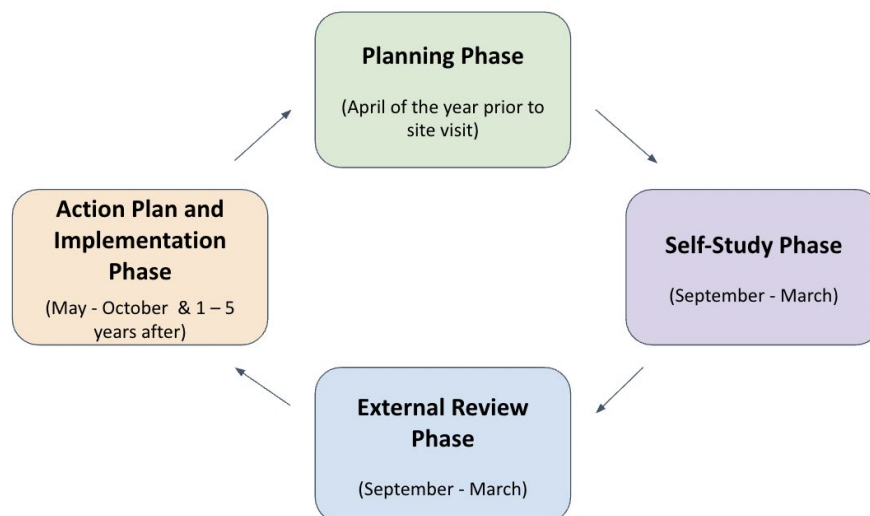 Planning Phase
(April of the year prior to
site visit)
Action Plan and
Implementation
Phase
(May - October  & 1 – 5
years after)
Self-Study Phase
(September - March)
External Review
Phase
(September - March)